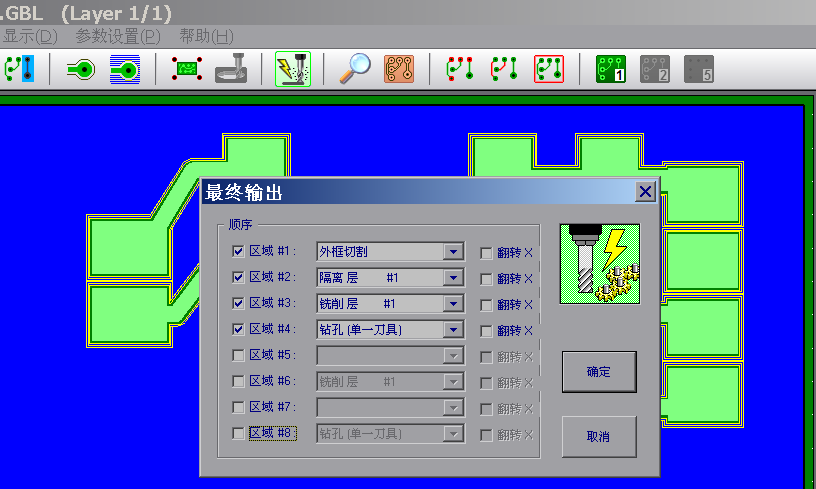 .GBL (Layer 1/1)
显示(D) 参数设置(P) 帮助(H)
1 2 5
最终输出
顺序
区域 #1 : 外框切割 翻转 X
区域 #2 : 隔离 层 #1 翻转 X
区域 #3 : 铣削 层 #1 翻转 X
区域 #4 : 钻孔 (单一刀具) 翻转 X
区域 #5 : 翻转 X
区域 #6 : 铣削 层 #1 翻转 X
区域 #7 : 翻转 X
区域 #8 : 钻孔 (单一刀具) 翻转 X
确定
取消